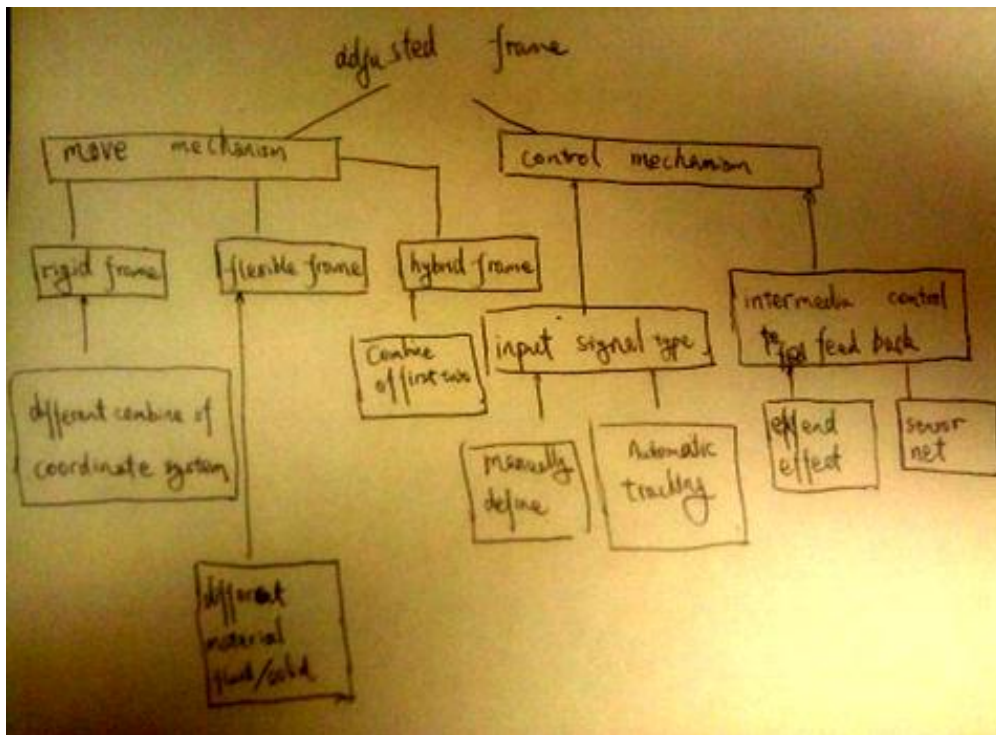 adjusted frame
move mechanism
control mechanism
rigid frame
flexible frame
hybrid frame
input signal type
intermedia control
feed back
Combine
of first two
different combine of
coordinate system
manually
define
Automatic
tracking
effect
sensor
net
different
material
/solid